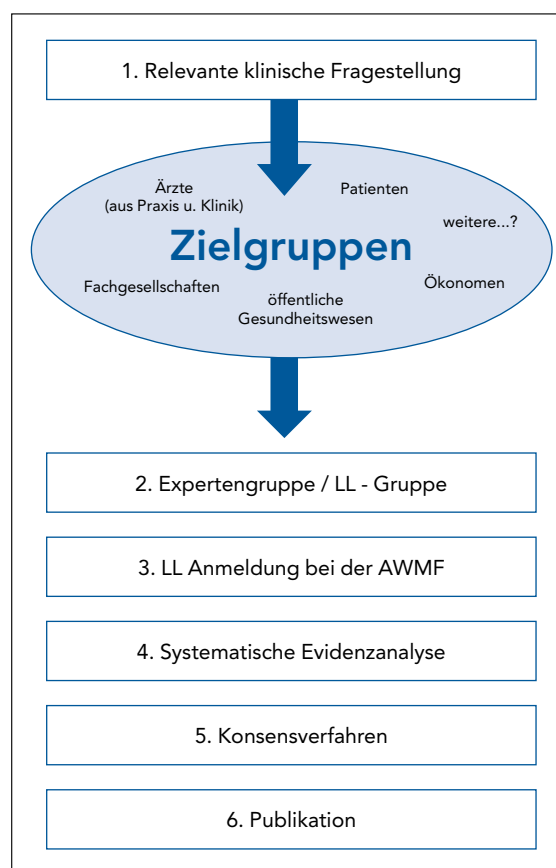 1. Relevante klinische Fragestellung
Ärzte
(aus Praxis u. Klinik)
Patienten
weitere...?
Zielgruppen
Fachgesellschaften
öffentliche
Gesundheitswesen
Ökonomen
2. Expertengruppe / LL - Gruppe
3. LL Anmeldung bei der AWMF
4. Systematische Evidenzanalyse
5. Konsensverfahren
6. Publikation